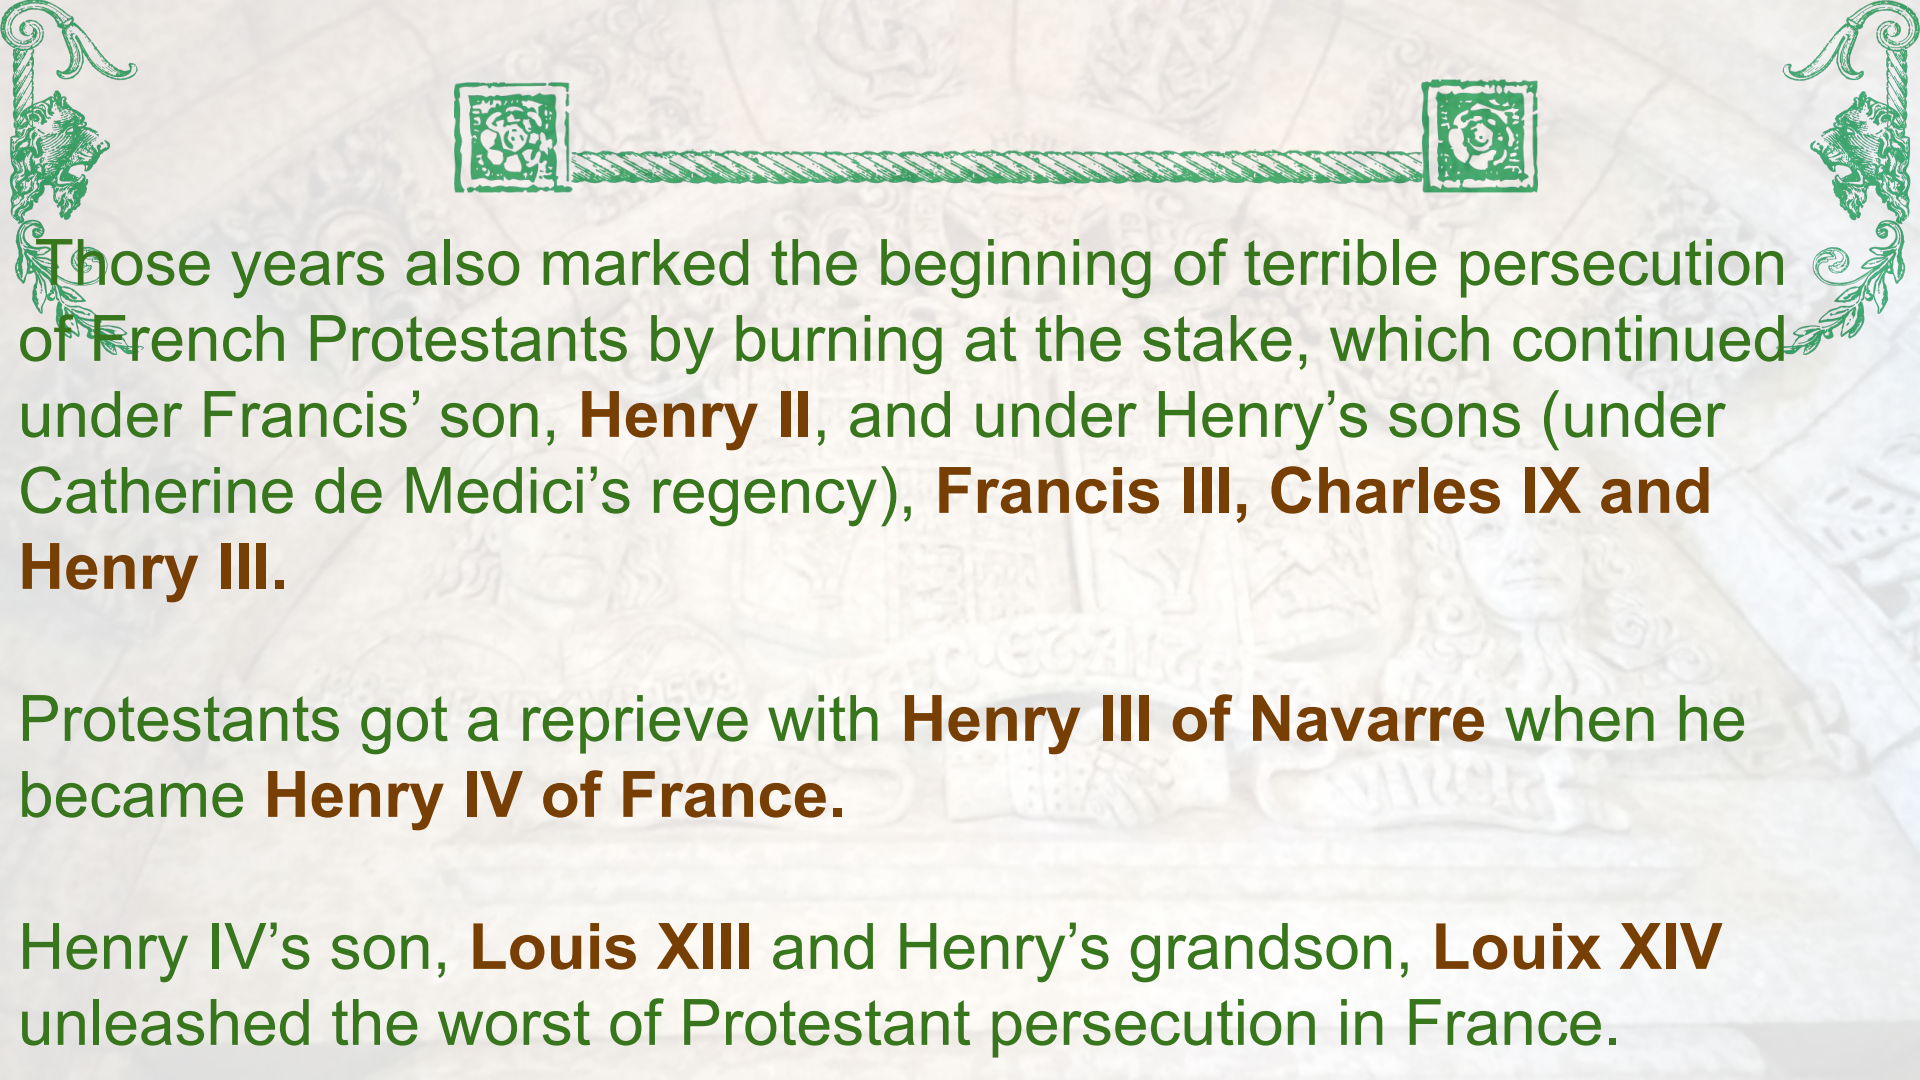 Those years also marked the beginning of terrible persecution
of French Protestants by burning at the stake, which continued
under Francis’ son, Henry II, and under Henry’s sons (under
Catherine de Medici’s regency), Francis III, Charles IX and
Henry III.
Protestants got a reprieve with Henry III of Navarre when he
became Henry IV of France.
Henry IV’s son, Louis XIII and Henry’s grandson, Louix XIV
unleashed the worst of Protestant persecution in France.